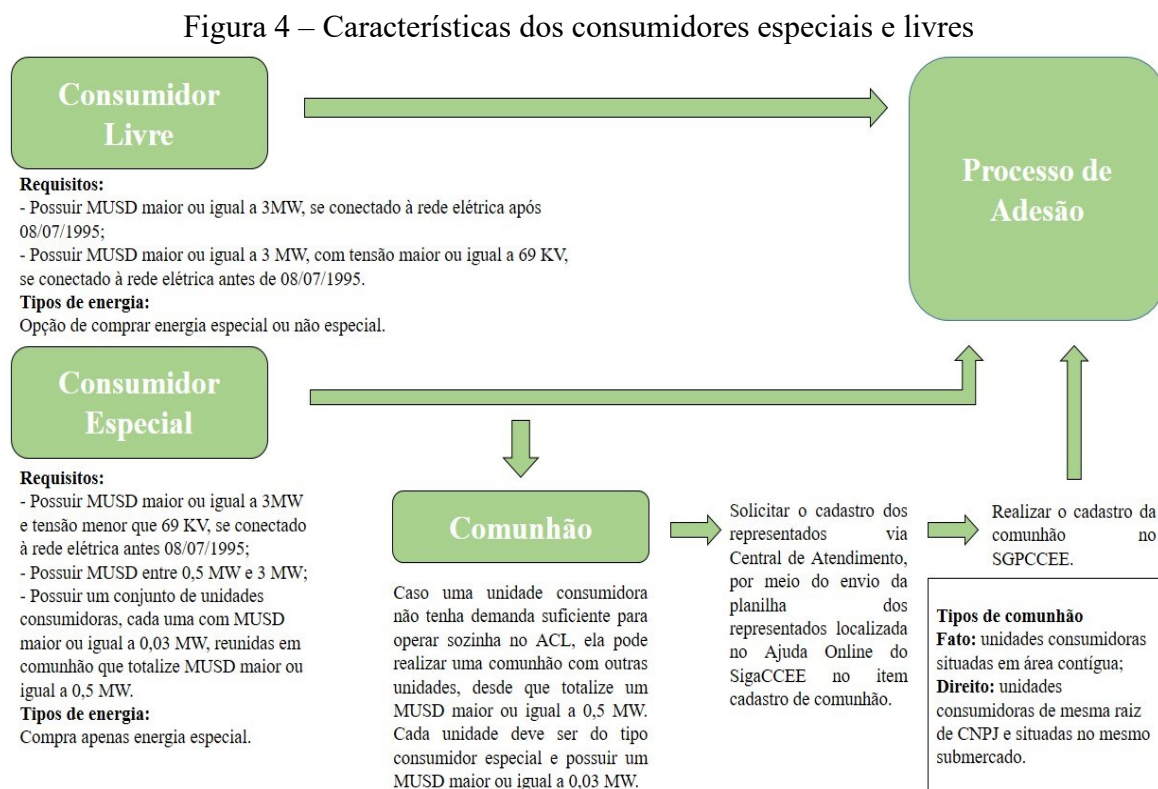 Figura 4 – Características dos consumidores especiais e livres
Consumidor
Livre
Requisitos:
- Possuir MUSD maior ou igual a 3MW, se conectado à rede elétrica após
08/07/1995;
- Possuir MUSD maior ou igual a 3 MW, com tensão maior ou igual a 69 KV,
se conectado à rede elétrica antes de 08/07/1995.
Tipos de energia:
Opção de comprar energia especial ou não especial.
Processo de
Adesão
Consumidor
Especial
Requisitos:
- Possuir MUSD maior ou igual a 3MW
e tensão menor que 69 KV, se conectado
à rede elétrica antes 08/07/1995;
- Possuir MUSD entre 0,5 MW e 3 MW;
- Possuir um conjunto de unidades
consumidoras, cada uma com MUSD
maior ou igual a 0,03 MW, reunidas em
comunhão que totalize MUSD maior ou
igual a 0,5 MW.
Tipos de energia:
Compra apenas energia especial.
Comunhão
Caso uma unidade consumidora
não tenha demanda suficiente para
operar sozinha no ACL, ela pode
realizar uma comunhão com outras
unidades, desde que totalize um
MUSD maior ou igual a 0,5 MW.
Cada unidade deve ser do tipo
consumidor especial e possuir um
MUSD maior ou igual a 0,03 MW.
Solicitar o cadastro dos
representados via
Central de Atendimento,
por meio do envio da
planilha dos
representados localizada
no Ajuda Online do
SigaCCEE no item
cadastro de comunhão.
Realizar o cadastro da
comunhão no
SGPCCEE.
Tipos de comunhão
Fato: unidades consumidoras
situadas em área contígua;
Direito: unidades
consumidoras de mesma raiz
de CNPJ e situadas no mesmo
submercado.